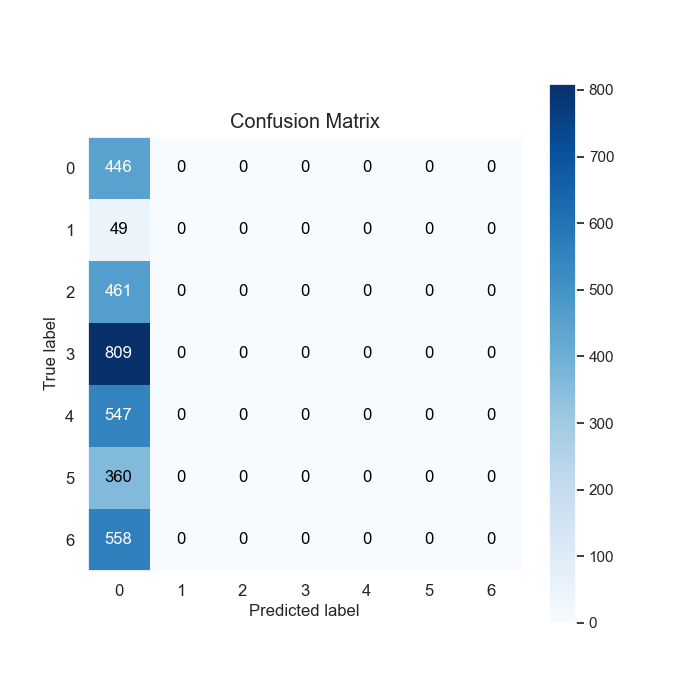 Confusion Matrix
True label
0 446 0 0 0 0 0 0
1 49 0 0 0 0 0 0
2 461 0 0 0 0 0 0
3 809 0 0 0 0 0 0
4 547 0 0 0 0 0 0
5 360 0 0 0 0 0 0
6 558 0 0 0 0 0 0
0 1 2 3 4 5 6
Predicted label
800
700
600
500
400
300
200
100
0